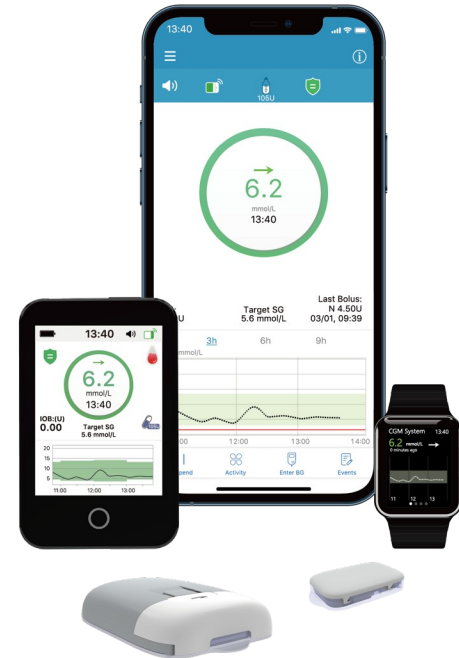 13:40
105U
6.2
mmol/L
13:40
U
Target SG
5.6 mmol/L
Last Bolus:
N 4.50U
03/01, 09:39
3h
6h
9h
mmol/L
12:00
13:00
14:00
Activity
Enter BG
Events
13:40
6.2
mmol/L
13:40
IOB:(U)
0.00
Target SG
5.6 mmol/L
20
15
10
5
11:00
12:00
13:00
CGM System
13:40
6.2 mmol/L
0 minutes ago
11
12
13